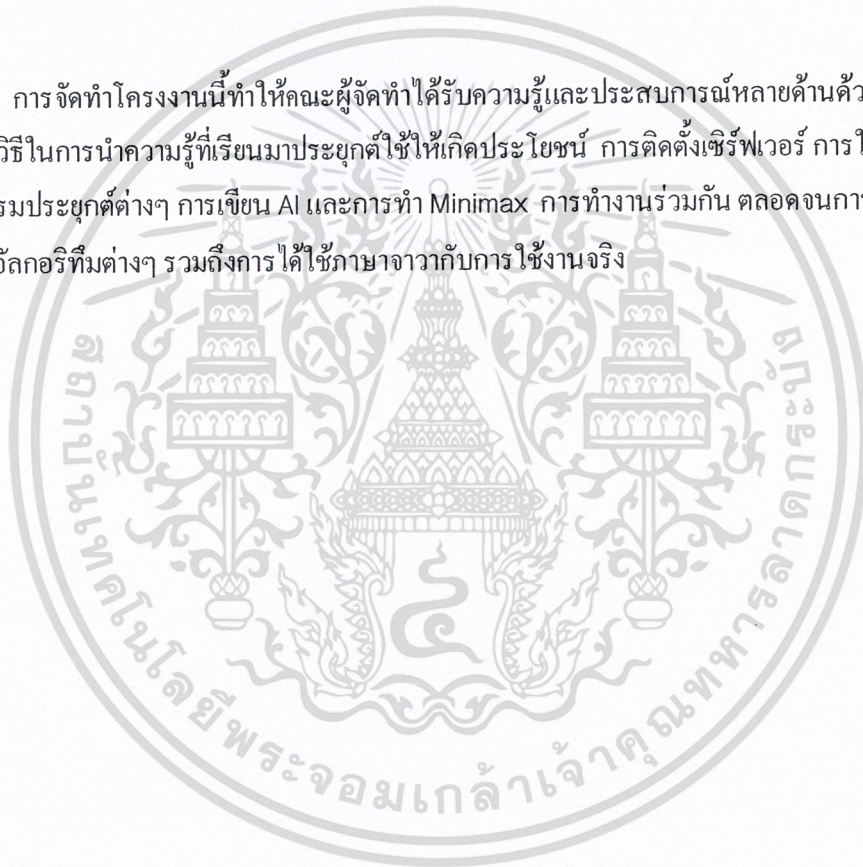 การจัดทำโครงงานนี้ทำให้คณะผู้จัดทำได้รับความรู้และประสบการณ์หลายด้านด้ว
วิธีในการนำความรู้ที่เรียนมาประยุกต์ใช้ให้เกิดประโยชน์ การติดตั้งเซิร์ฟเวอร์ การใ
รมประยุกต์ต่างๆ การเขียน AI และการทำ Minimax การทำงานร่วมกัน ตลอดจนกา
อัลกอริทึมต่างๆ รวมถึงการได้ใช้ภาษาจาวากับการใช้งานจริง
สถาบันเทคโนโลยีพระจอมเกล้าเจ้าคุณทหารลาดกระบัง
๔